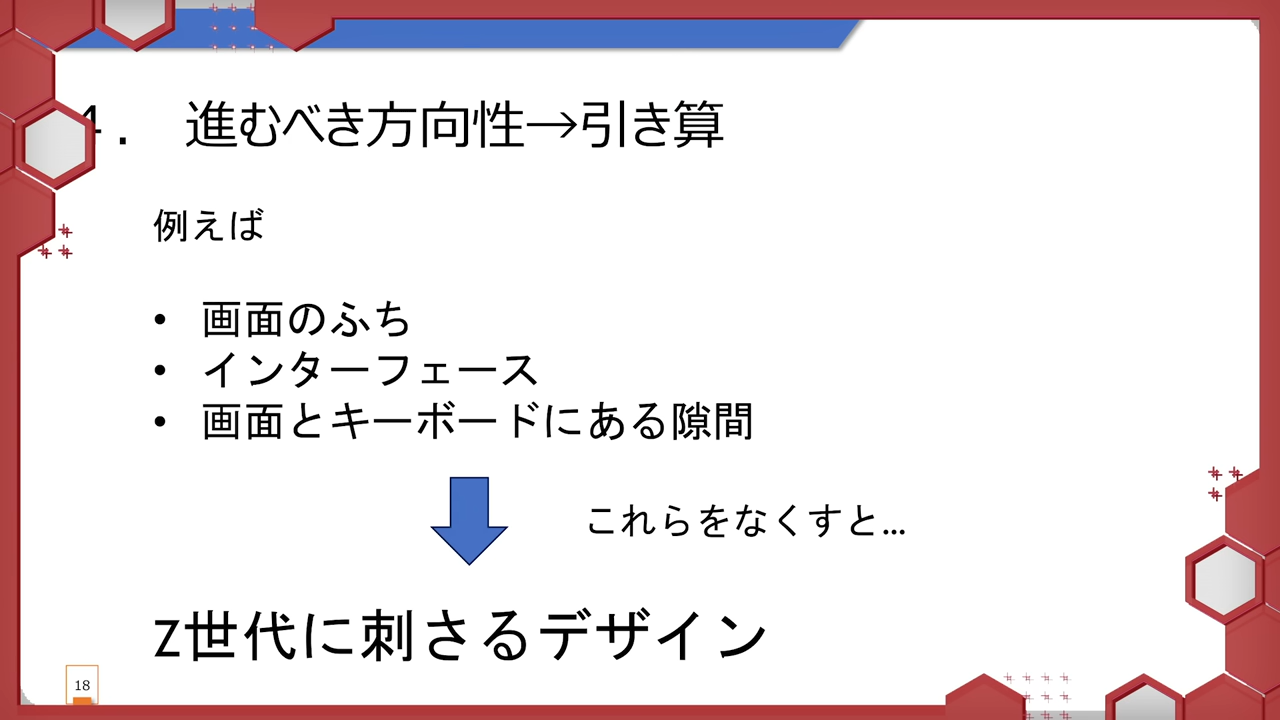 4. 進むべき方向性→引き算
例えば
• 画面のふち
• インターフェース
• 画面とキーボードにある隙間
これらをなくすと…
Z世代に刺さるデザイン
18